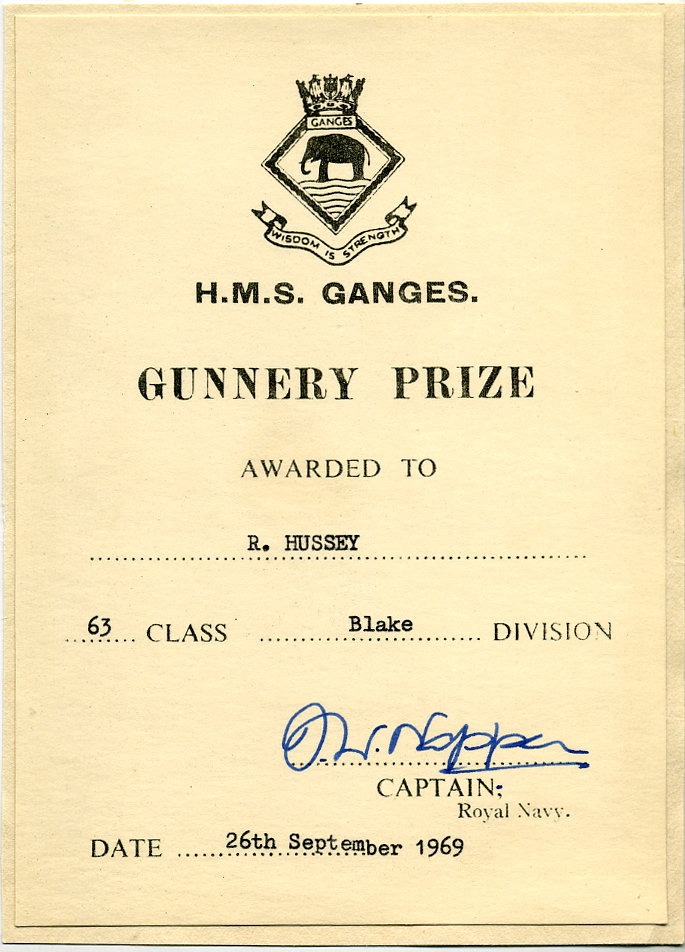 GANGES
WISDOM IS STRENGTH
H.M.S. GANGES.
GUNNERY PRIZE
AWARDED TO
R. HUSSEY
63 CLASS Blake DIVISION
Napper
CAPTAIN,
Royal Navy.
DATE 26th September 1969